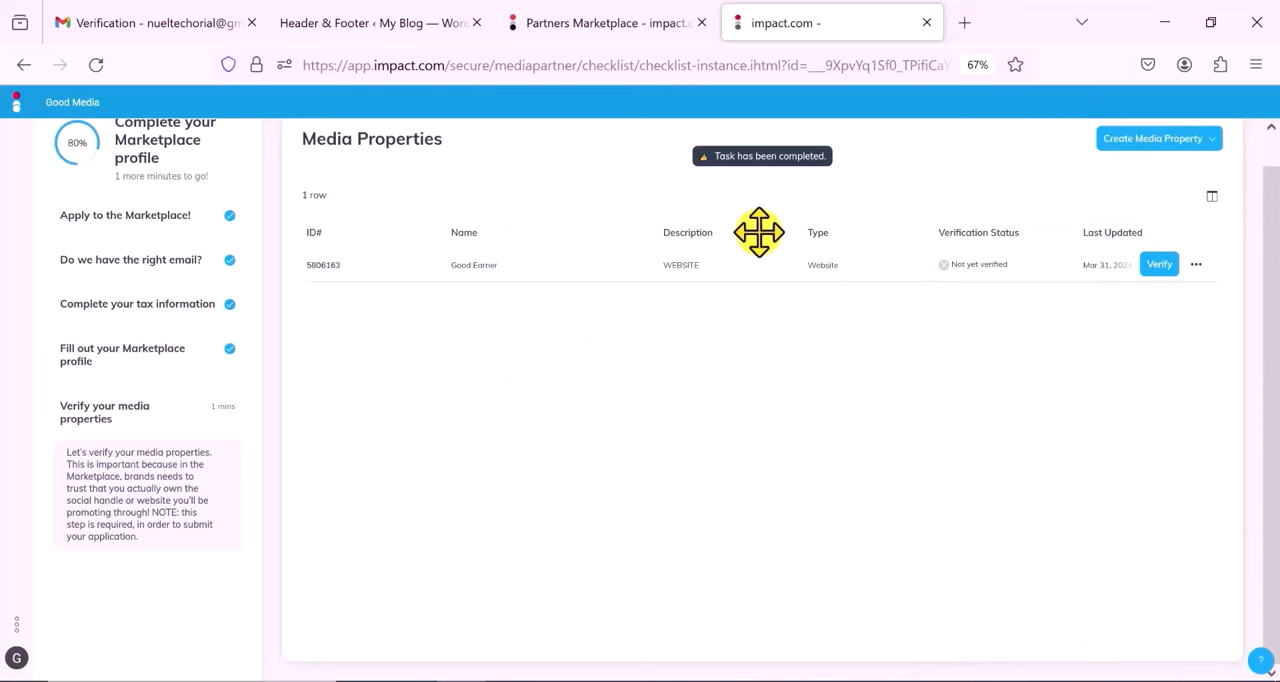 Verification - nueltechorial@gm
Header & Footer ‹ My Blog — Wor
Partners Marketplace - impact.c
impact.com -
https://app.impact.com/secure/mediapartner/checklist/checklist-instance.ihtml?id=___9XpvYq1Sf0_TPifiCaY
67%
Good Media
80%
Complete your
Marketplace
profile
1 more minutes to go!
Apply to the Marketplace!
Do we have the right email?
Complete your tax information
Fill out your Marketplace
profile
Verify your media
properties
1 mins
Let's verify your media properties.
This is important because in the
Marketplace, brands needs to
trust that you actually own the
social handle or website you'll be
promoting through! NOTE: this
step is required, in order to submit
your application.
G
Media Properties
Task has been completed.
Create Media Property
1 row
ID# Name Description Type Verification Status Last Updated
5806163 Good Earner WEBSITE Website Not yet verified Mar 31, 2024 Verify
?